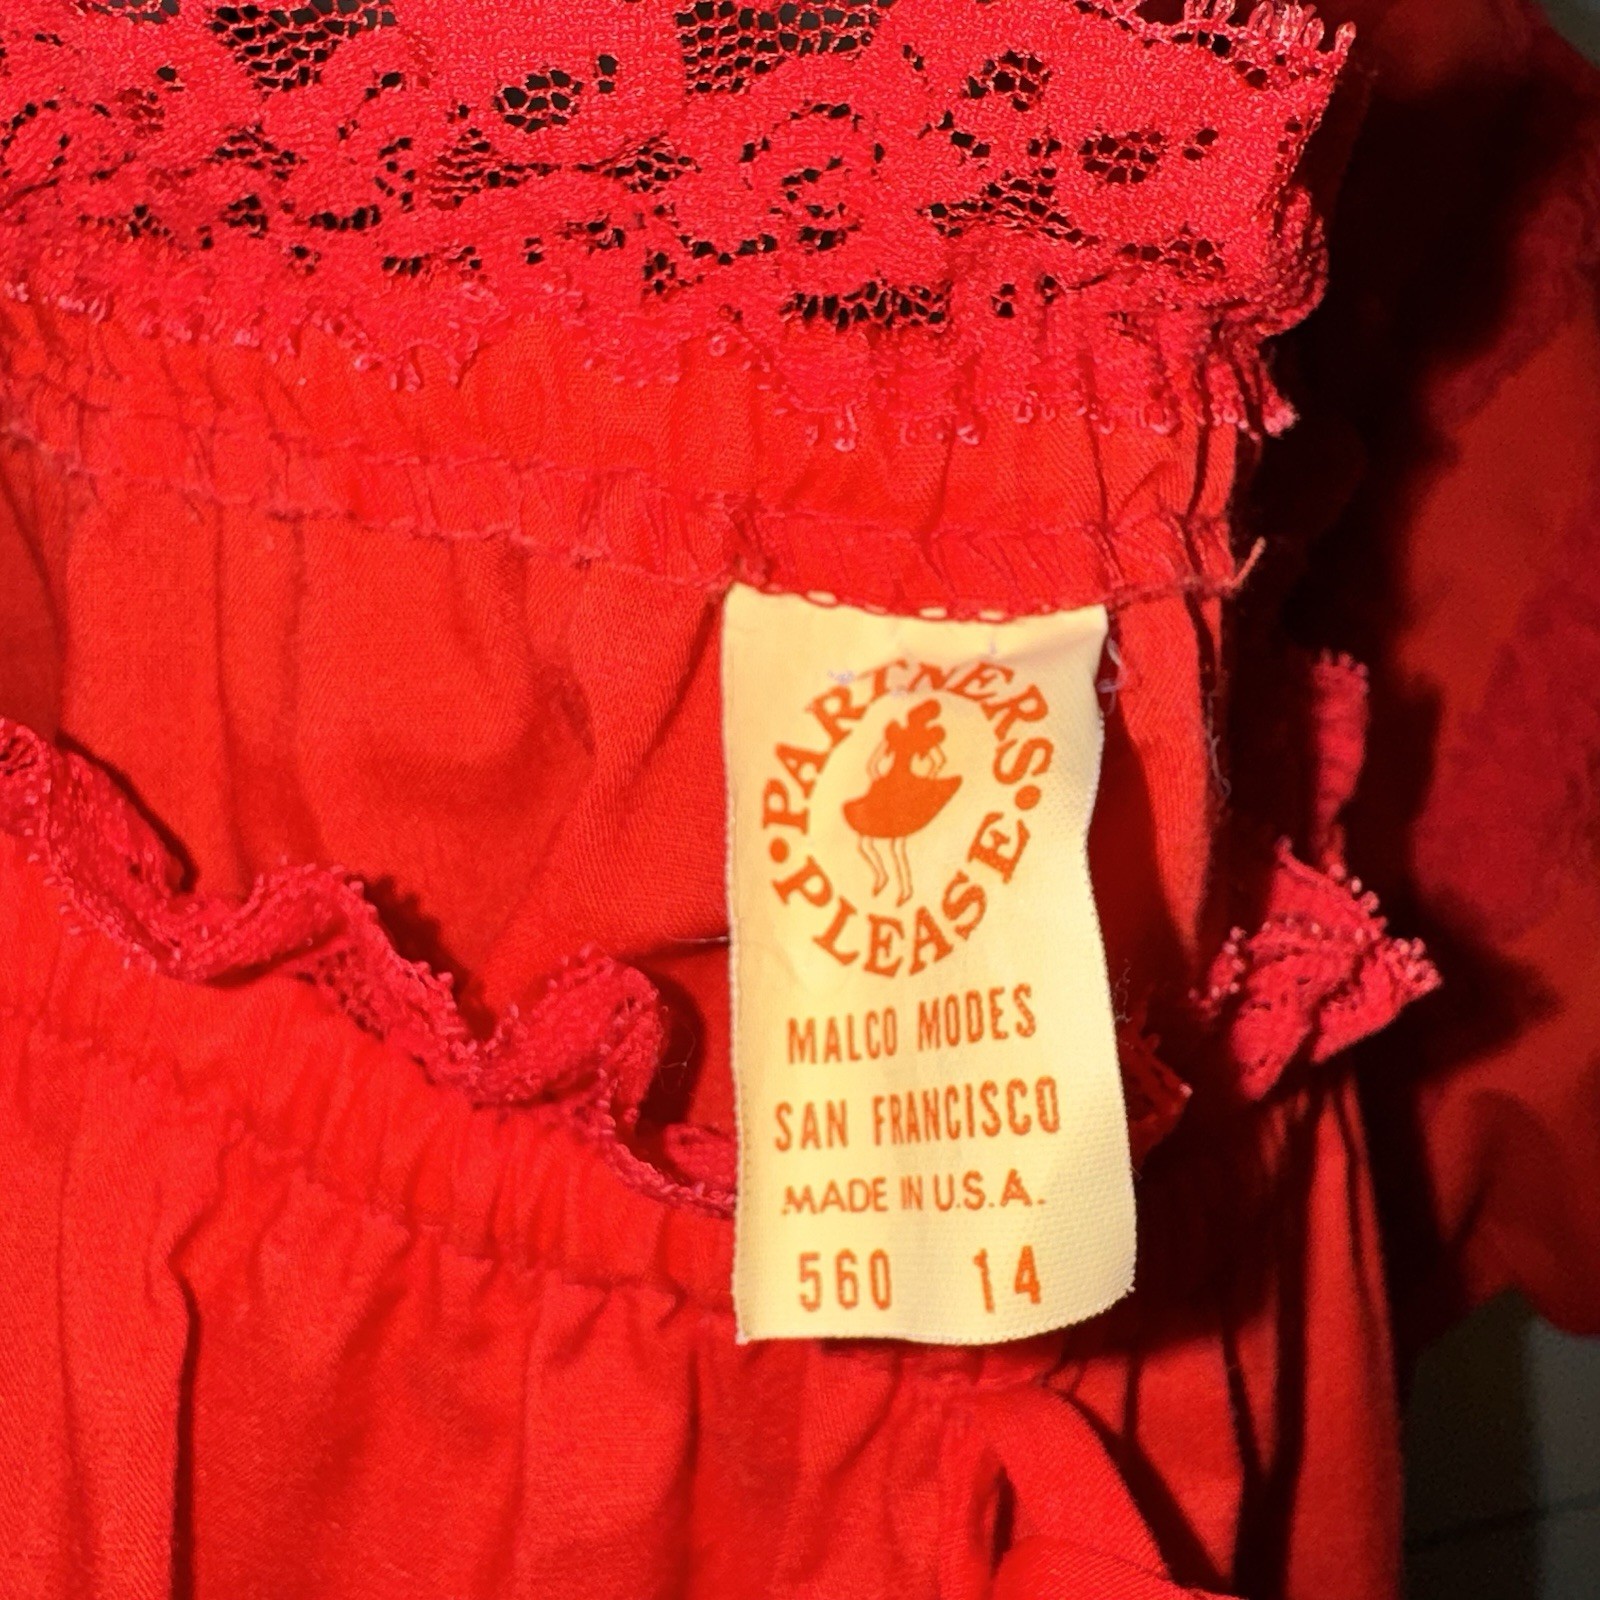 •PARTNERS•
PLEASE
MALCO MODES
SAN FRANCISCO
MADE IN U.S.A.
560 14